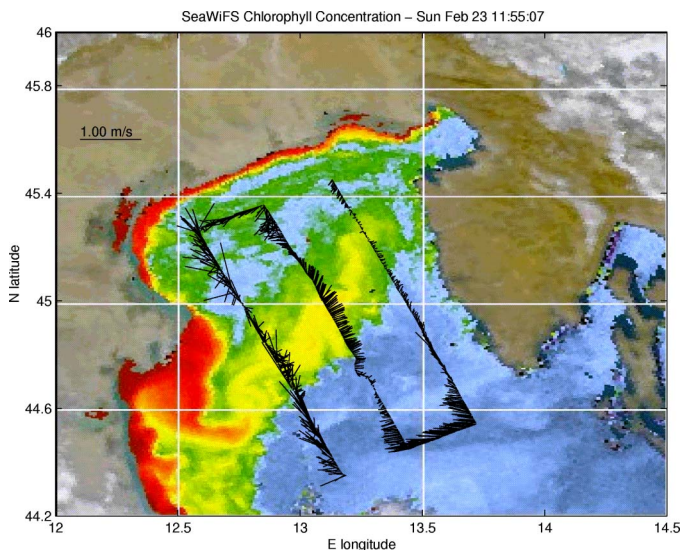 SeaWiFS Chlorophyll Concentration – Sun Feb 23 11:55:07
46
45.8
1.00 m/s
45.4
N latitude
45
44.6
44.2
12 12.5 13 13.5 14 14.5
E longitude